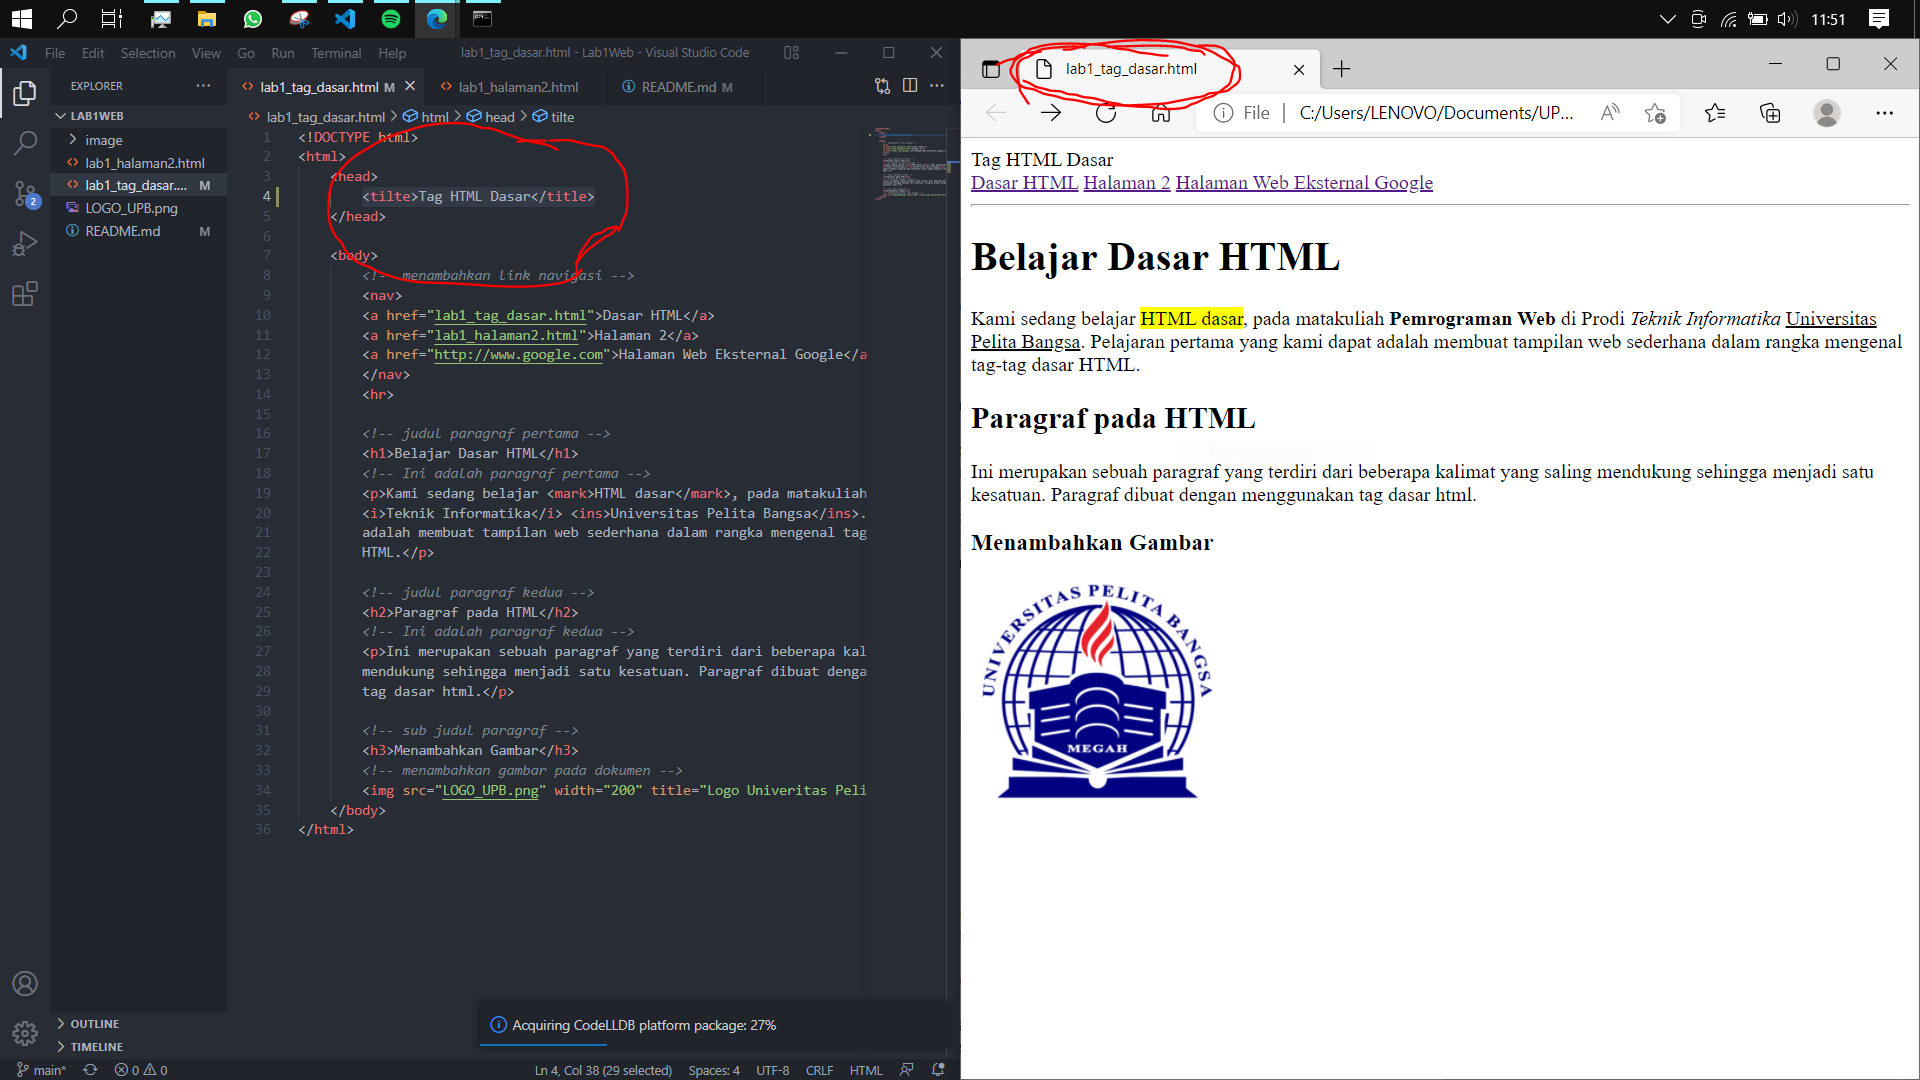 11:51
File Edit Selection View Go Run Terminal Help
lab1_tag_dasar.html - Lab1Web - Visual Studio Code
EXPLORER
LAB1WEB
image
lab1_halaman2.html
lab1_tag_dasar.... M
LOGO_UPB.png
README.md M
2
OUTLINE
TIMELINE
lab1_tag_dasar.html M lab1_halaman2.html README.md M
lab1_tag_dasar.html > html > head > tilte
1 <!DOCTYPE html>
2 <html>
3 <head>
4 <tilte>Tag HTML Dasar</title>
5 </head>
6
7 <body>
8 <!-- menambahkan link navigasi -->
9 <nav>
10 <a href="lab1_tag_dasar.html">Dasar HTML</a>
11 <a href="lab1_halaman2.html">Halaman 2</a>
12 <a href="http://www.google.com">Halaman Web Eksternal Google</a
13 </nav>
14 <hr>
15
16 <!-- judul paragraf pertama -->
17 <h1>Belajar Dasar HTML</h1>
18 <!-- Ini adalah paragraf pertama -->
19 <p>Kami sedang belajar <mark>HTML dasar</mark>, pada matakuliah
20 <i>Teknik Informatika</i> <ins>Universitas Pelita Bangsa</ins>.
21 adalah membuat tampilan web sederhana dalam rangka mengenal tag
22 HTML.</p>
23
24 <!-- judul paragraf kedua -->
25 <h2>Paragraf pada HTML</h2>
26 <!-- Ini adalah paragraf kedua -->
27 <p>Ini merupakan sebuah paragraf yang terdiri dari beberapa kal
28 mendukung sehingga menjadi satu kesatuan. Paragraf dibuat denga
29 tag dasar html.</p>
30
31 <!-- sub judul paragraf -->
32 <h3>Menambahkan Gambar</h3>
33 <!-- menambahkan gambar pada dokumen -->
34 <img src="LOGO_UPB.png" width="200" title="Logo Univeritas Peli
35 </body>
36 </html>
Acquiring CodeLLDB platform package: 27%
main* 0 0 Ln 4, Col 38 (29 selected) Spaces: 4 UTF-8 CRLF HTML
lab1_tag_dasar.html
File | C:/Users/LENOVO/Documents/UP...
Tag HTML Dasar
Dasar HTML Halaman 2 Halaman Web Eksternal Google
Belajar Dasar HTML
Kami sedang belajar HTML dasar, pada matakuliah Pemrograman Web di Prodi Teknik Informatika Universitas
Pelita Bangsa. Pelajaran pertama yang kami dapat adalah membuat tampilan web sederhana dalam rangka mengenal
tag-tag dasar HTML.
Paragraf pada HTML
Ini merupakan sebuah paragraf yang terdiri dari beberapa kalimat yang saling mendukung sehingga menjadi satu
kesatuan. Paragraf dibuat dengan menggunakan tag dasar html.
Menambahkan Gambar
UNIVERSITAS PELITA BANGSA
MEGAH